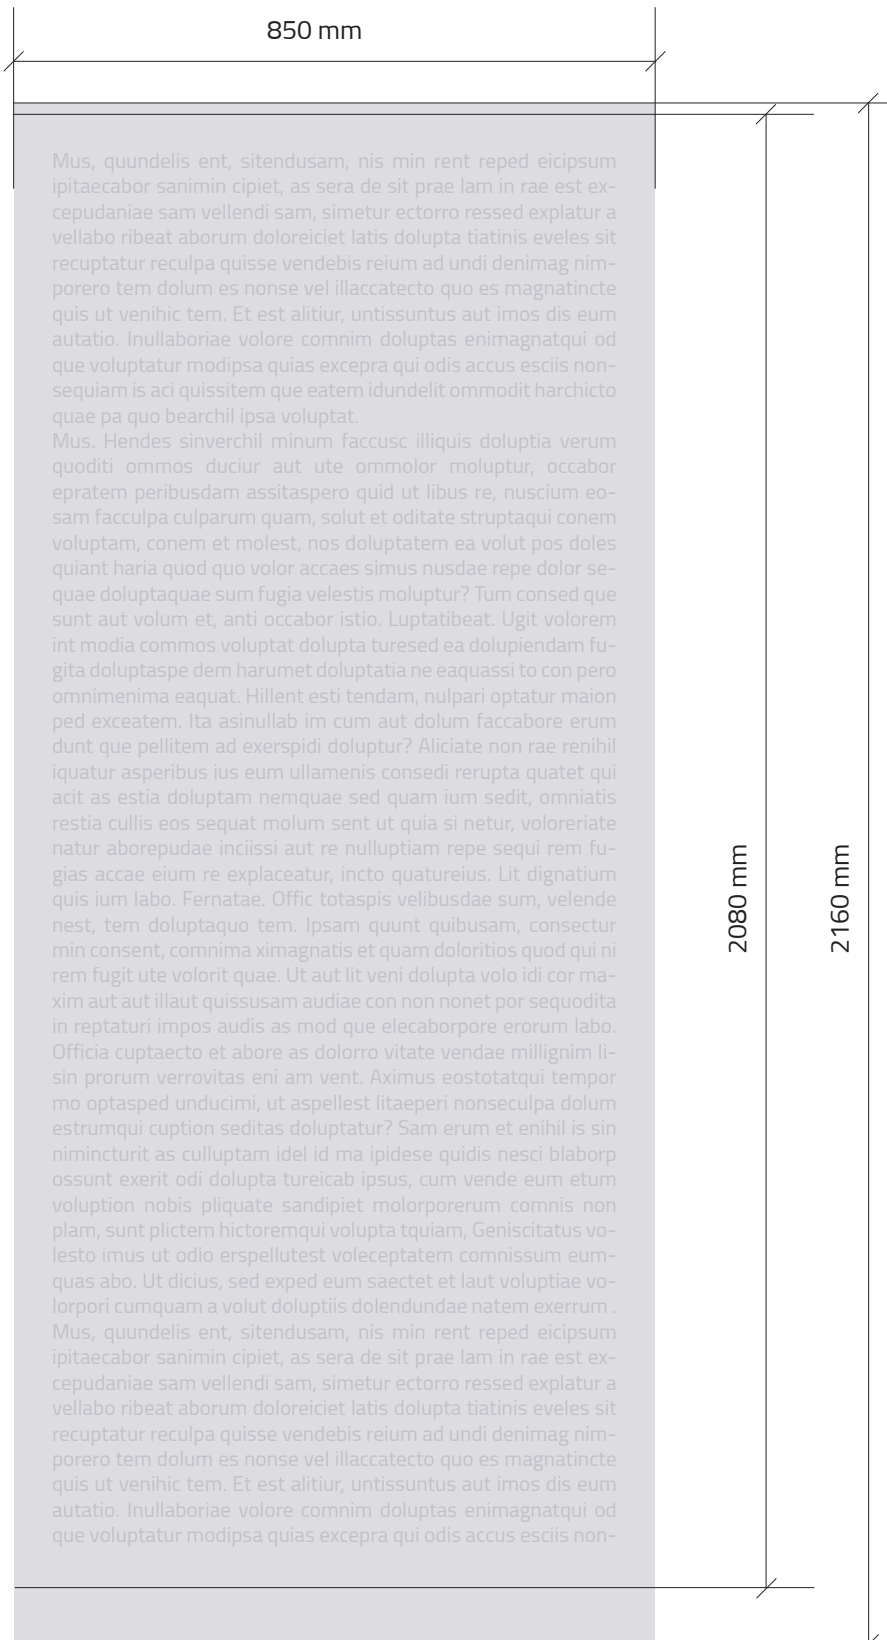 850 mm
Mus, quundelis ent, sitendusam, nis min rent reped eicipsum
ipitaecabor sanimin cipiet, as sera de sit prae lam in rae est ex-
cepudaniae sam vellendi sam, simetur ectorro ressed explatur a
vellabo ribeat aborum doloreiciet latis dolupta tiatinis eveles sit
recuptatur reculpa quisse vendebis reium ad undi denimag nim-
porero tem dolum es nonse vel illaccatecto quo es magnatincte
quis ut venihic tem. Et est alitiur, untissuntus aut imos dis eum
autatio. Inullaboriae volore comnim doluptas enimagnatqui od
que voluptatur modipsa quias excepra qui odis accus esciis non-
sequiam is aci quissitem que eatem idundelit ommodit harchicto
quae pa quo bearchil ipsa voluptat.
Mus. Hendes sinverchil minum faccusc illiquis doluptia verum
quoditi ommos duciur aut ute ommolor moluptur, occabor
epratem peribusdam assitaspero quid ut libus re, nuscium eo-
sam facculpa culparum quam, solut et oditate struptaqui conem
voluptam, conem et molest, nos doluptatem ea volut pos doles
quiant haria quod quo volor accaes simus nusdae repe dolor se-
quae doluptaquae sum fugia velestis moluptur? Tum consed que
sunt aut volum et, anti occabor istio. Luptatibeat. Ugit volorem
int modia commos voluptat dolupta turesed ea dolupiendam fu-
gita doluptaspe dem harumet doluptatia ne eaquassi to con pero
omnimenima eaquat. Hillent esti tendam, nulpari optatur maion
ped exceatem. Ita asinullab im cum aut dolum faccabore erum
dunt que pellitem ad exerspidi doluptur? Aliciate non rae renihil
iquatur asperibus ius eum ullamenis consedi rerupta quatet qui
acit as estia doluptam nemquae sed quam ium sedit, omniatis
restia cullis eos sequat molum sent ut quia si netur, voloreriate
natur aborepudae inciissi aut re nulluptiam repe sequi rem fu-
gias accae eium re explaceatur, incto quatureius. Lit dignatium
quis ium labo. Fernatae. Offic totaspis velibusdae sum, velende
nest, tem doluptaquo tem. Ipsam quunt quibusam, consectur
min consent, comnima ximagnatis et quam doloritios quod qui ni
rem fugit ute volorit quae. Ut aut lit veni dolupta volo idi cor ma-
xim aut aut illaut quissusam audiae con non nonet por sequodita
in reptaturi impos audis as mod que elecaborpore erorum labo.
Officia cuptaecto et abore as dolorro vitate vendae millignim li-
sin prorum verrovitas eni am vent. Aximus eostotatqui tempor
mo optasped unducimi, ut aspellest litaeperi nonseculpa dolum
estrumqui cuption seditas doluptatur? Sam erum et enihil is sin
nimincturit as culluptam idel id ma ipidese quidis nesci blaborp
ossunt exerit odi dolupta tureicab ipsus, cum vende eum etum
voluption nobis pliquate sandipiet molorporerum comnis non
plam, sunt plictem hictoremqui volupta tquiam, Geniscitatus vo-
lesto imus ut odio erspellutest voleceptatem comnissum eum-
quas abo. Ut dicius, sed exped eum saectet et laut voluptiae vo-
lorpori cumquam a volut doluptiis dolendundae natem exerrum .
Mus, quundelis ent, sitendusam, nis min rent reped eicipsum
ipitaecabor sanimin cipiet, as sera de sit prae lam in rae est ex-
cepudaniae sam vellendi sam, simetur ectorro ressed explatur a
vellabo ribeat aborum doloreiciet latis dolupta tiatinis eveles sit
recuptatur reculpa quisse vendebis reium ad undi denimag nim-
porero tem dolum es nonse vel illaccatecto quo es magnatincte
quis ut venihic tem. Et est alitiur, untissuntus aut imos dis eum
autatio. Inullaboriae volore comnim doluptas enimagnatqui od
que voluptatur modipsa quias excepra qui odis accus esciis non-
2080 mm
2160 mm